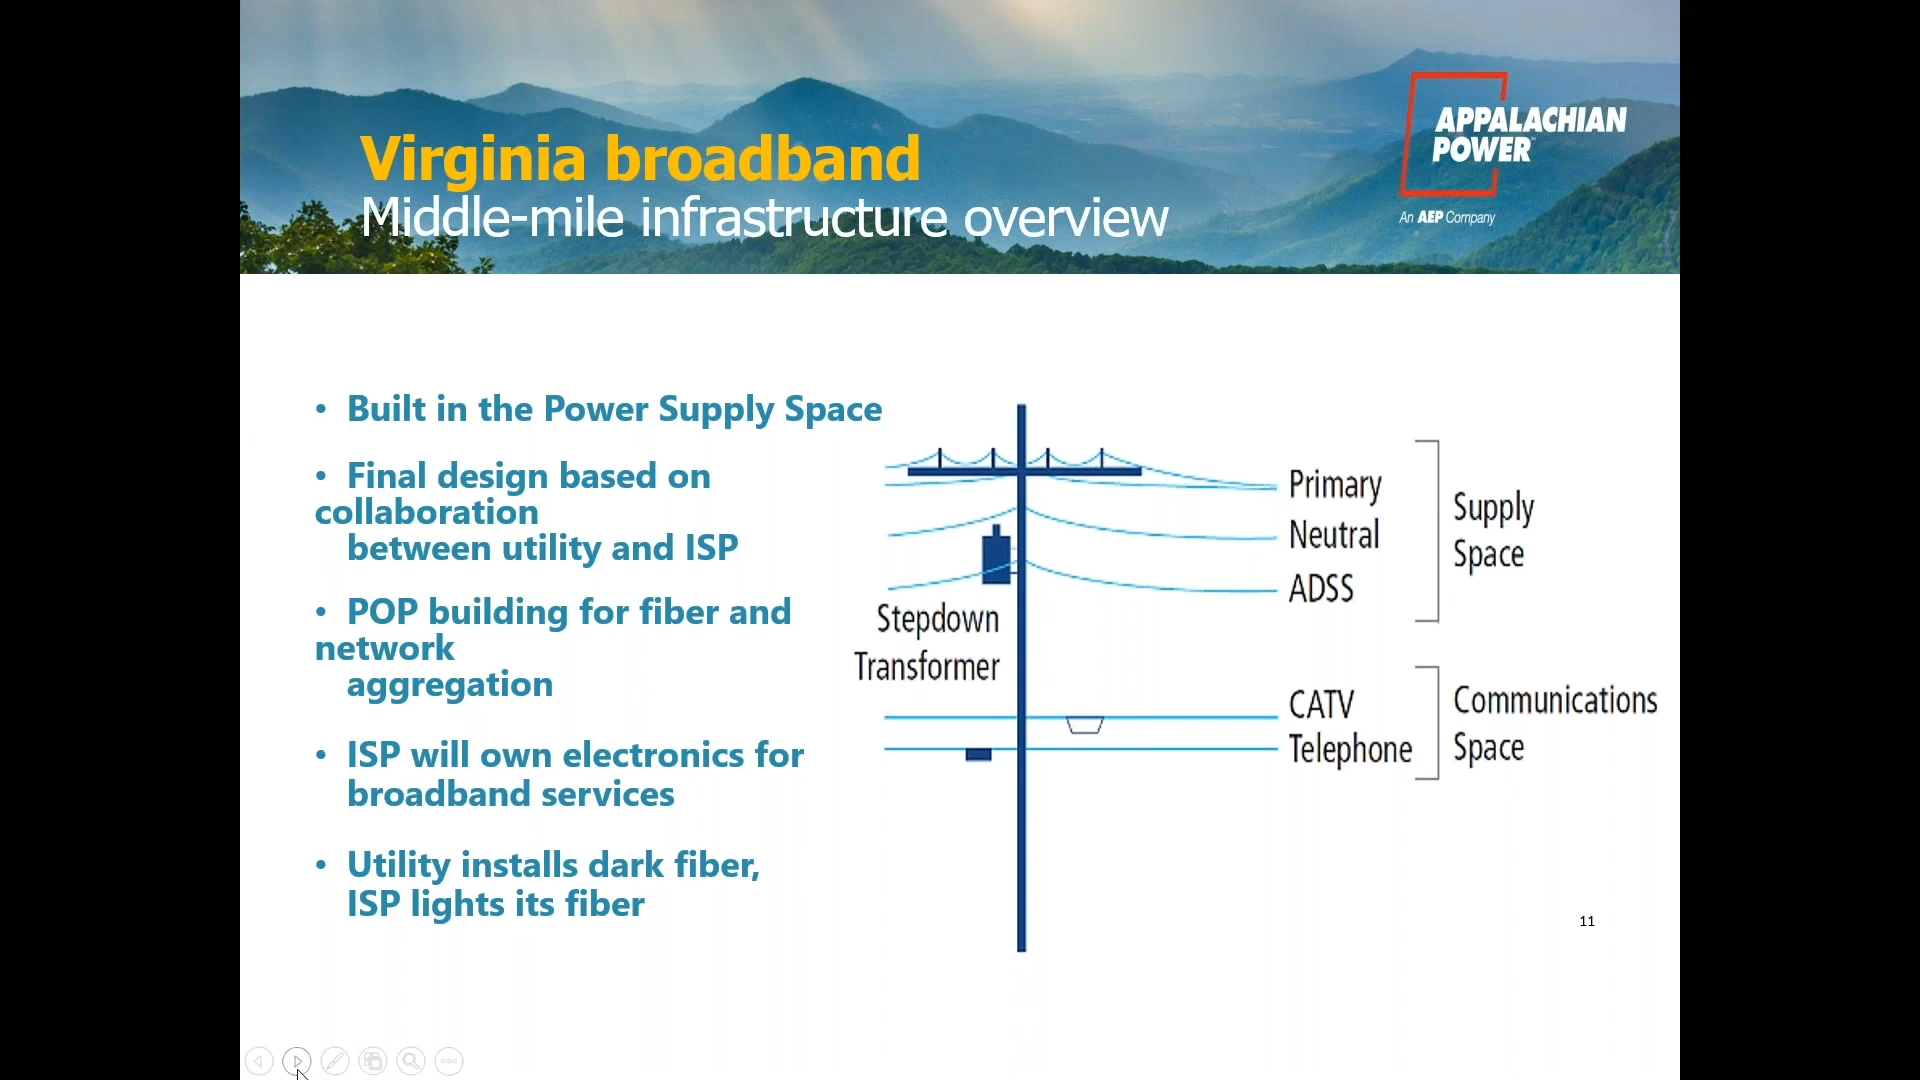 Virginia broadband
Middle-mile infrastructure overview
APPALACHIAN
POWER
An AEP Company
• Built in the Power Supply Space
• Final design based on
collaboration
between utility and ISP
• POP building for fiber and
network
aggregation
• ISP will own electronics for
broadband services
• Utility installs dark fiber,
ISP lights its fiber
Stepdown
Transformer
Primary
Neutral
ADSS
Supply
Space
CATV
Telephone
Communications
Space
11